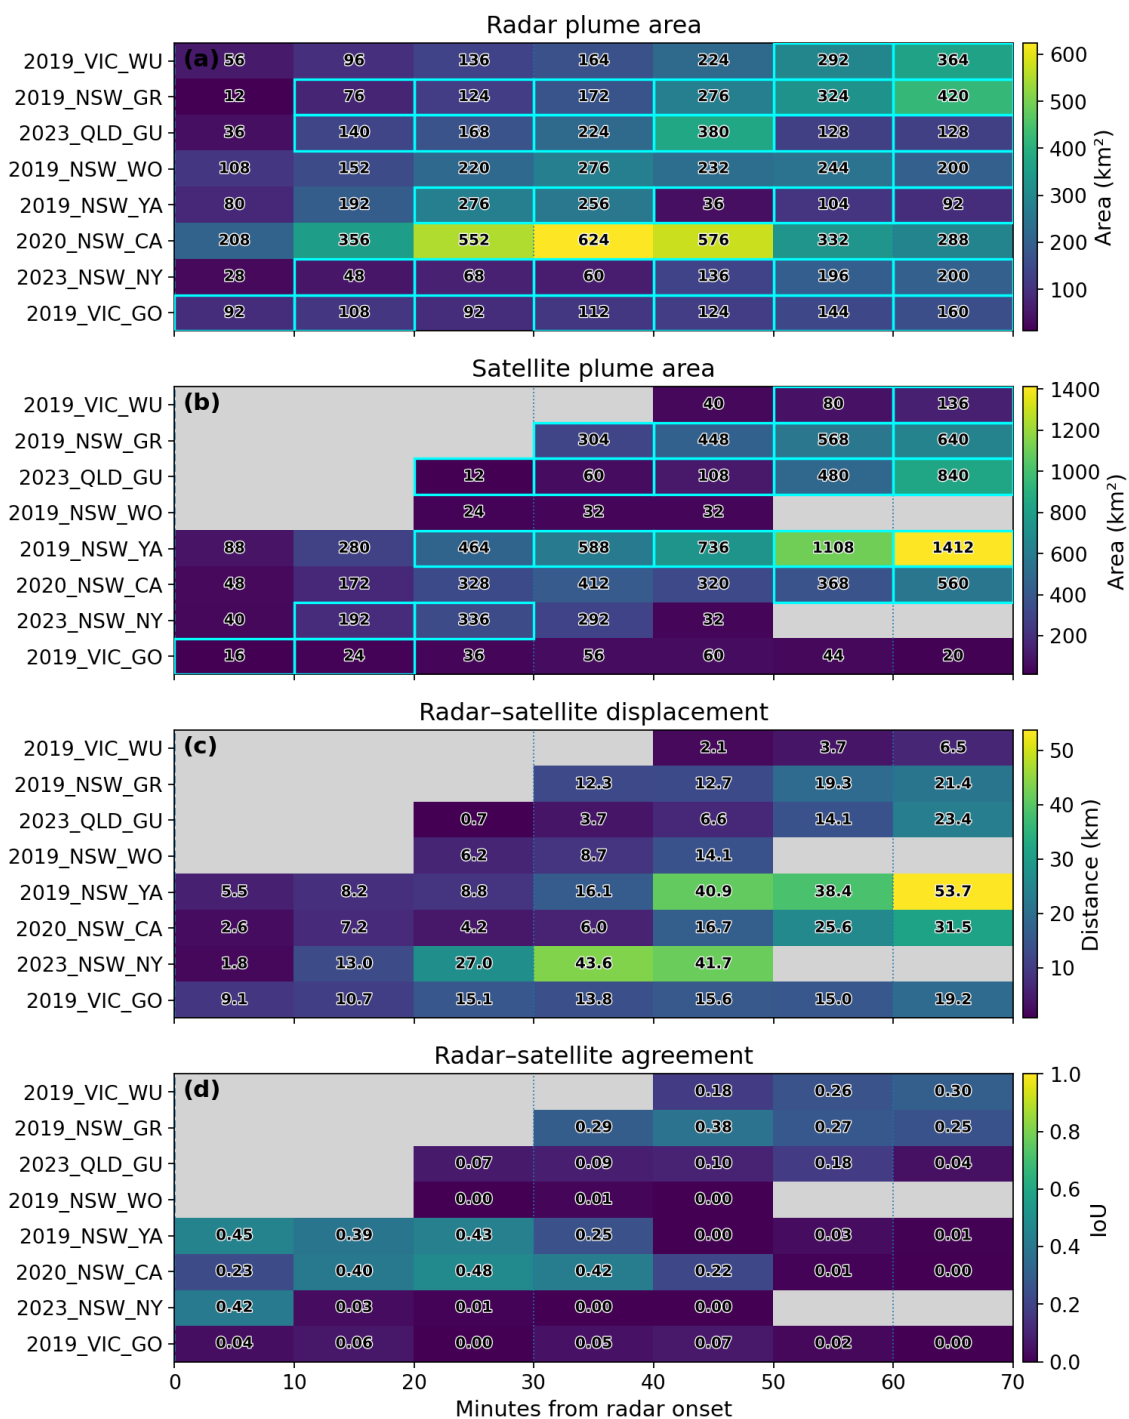 Radar plume area
(a)
2019_VIC_WU 56 96 136 164 224 292 364
2019_NSW_GR 12 76 124 172 276 324 420
2023_QLD_GU 36 140 168 224 380 128 128
2019_NSW_WO 108 152 220 276 232 244 200
2019_NSW_YA 80 192 276 256 36 104 92
2020_NSW_CA 208 356 552 624 576 332 288
2023_NSW_NY 28 48 68 60 136 196 200
2019_VIC_GO 92 108 92 112 124 144 160
600
500
400
300
200
100
Area (km²)
Satellite plume area
(b)
2019_VIC_WU 40 80 136
2019_NSW_GR 304 448 568 640
2023_QLD_GU 12 60 108 480 840
2019_NSW_WO 24 32 32
2019_NSW_YA 88 280 464 588 736 1108 1412
2020_NSW_CA 48 172 328 412 320 368 560
2023_NSW_NY 40 192 336 292 32
2019_VIC_GO 16 24 36 56 60 44 20
1400
1200
1000
800
600
400
200
Area (km²)
Radar–satellite displacement
(c)
2019_VIC_WU 2.1 3.7 6.5
2019_NSW_GR 12.3 12.7 19.3 21.4
2023_QLD_GU 0.7 3.7 6.6 14.1 23.4
2019_NSW_WO 6.2 8.7 14.1
2019_NSW_YA 5.5 8.2 8.8 16.1 40.9 38.4 53.7
2020_NSW_CA 2.6 7.2 4.2 6.0 16.7 25.6 31.5
2023_NSW_NY 1.8 13.0 27.0 43.6 41.7
2019_VIC_GO 9.1 10.7 15.1 13.8 15.6 15.0 19.2
50
40
30
20
10
Distance (km)
Radar–satellite agreement
(d)
2019_VIC_WU 0.18 0.26 0.30
2019_NSW_GR 0.29 0.38 0.27 0.25
2023_QLD_GU 0.07 0.09 0.10 0.18 0.04
2019_NSW_WO 0.00 0.01 0.00
2019_NSW_YA 0.45 0.39 0.43 0.25 0.00 0.03 0.01
2020_NSW_CA 0.23 0.40 0.48 0.42 0.22 0.01 0.00
2023_NSW_NY 0.42 0.03 0.01 0.00 0.00
2019_VIC_GO 0.04 0.06 0.00 0.05 0.07 0.02 0.00
1.0
0.8
0.6
0.4
0.2
0.0
IoU
0 10 20 30 40 50 60 70
Minutes from radar onset